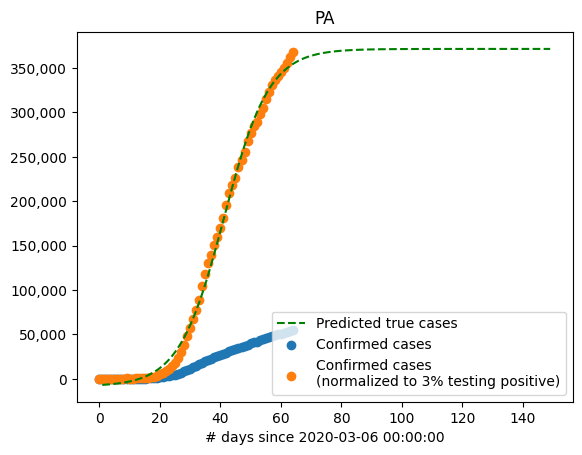 PA
350,000
300,000
250,000
200,000
150,000
100,000
50,000
0
Predicted true cases
Confirmed cases
Confirmed cases
(normalized to 3% testing positive)
0 20 40 60 80 100 120 140
# days since 2020-03-06 00:00:00